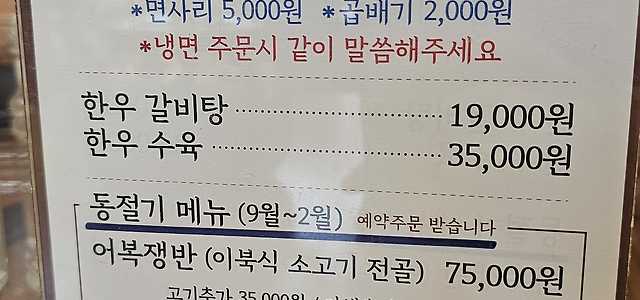 *면사리 5,000원 *곱배기 2,000원
*냉면 주문시 같이 말씀해주세요
한우 갈비탕 ································ 19,000원
한우 수육 ································ 35,000원
동절기 메뉴 (9월~2월) 예약주문 받습니다
어복쟁반 (이북식 소고기 전골) 75,000원
고기추가 35,000원 /